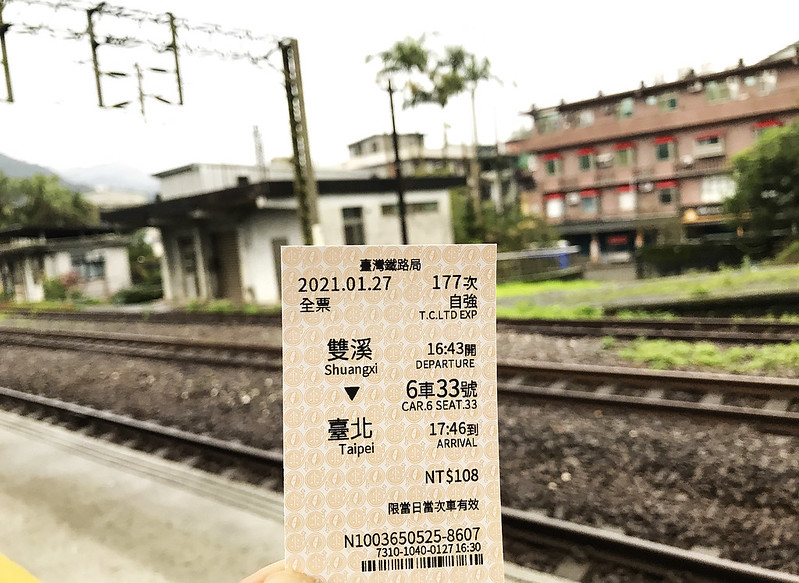 臺灣鐵路局
2021.01.27 177次
全票 自強
T.C.LTD EXP
雙溪 16:43開
Shuangxi DEPARTURE
▼ 6車33號
CAR.6 SEAT.33
臺北 17:46到
Taipei ARRIVAL
NT$108
限當日當次車有效
N1003650525-8607
7310-1040-0127 16:30